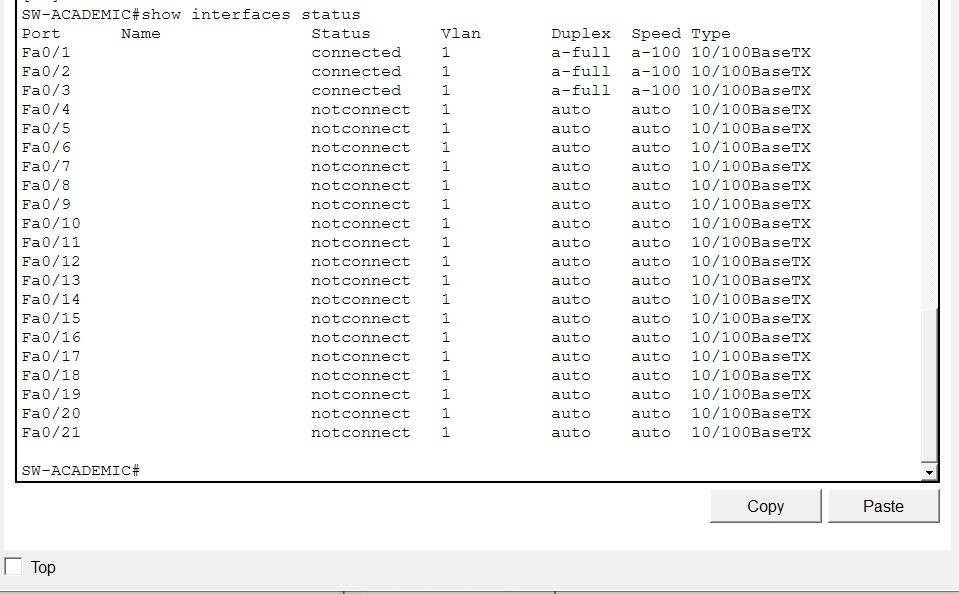 SW-ACADEMIC#show interfaces status
Port Name Status Vlan Duplex Speed Type
Fa0/1 connected 1 a-full a-100 10/100BaseTX
Fa0/2 connected 1 a-full a-100 10/100BaseTX
Fa0/3 connected 1 a-full a-100 10/100BaseTX
Fa0/4 notconnect 1 auto auto 10/100BaseTX
Fa0/5 notconnect 1 auto auto 10/100BaseTX
Fa0/6 notconnect 1 auto auto 10/100BaseTX
Fa0/7 notconnect 1 auto auto 10/100BaseTX
Fa0/8 notconnect 1 auto auto 10/100BaseTX
Fa0/9 notconnect 1 auto auto 10/100BaseTX
Fa0/10 notconnect 1 auto auto 10/100BaseTX
Fa0/11 notconnect 1 auto auto 10/100BaseTX
Fa0/12 notconnect 1 auto auto 10/100BaseTX
Fa0/13 notconnect 1 auto auto 10/100BaseTX
Fa0/14 notconnect 1 auto auto 10/100BaseTX
Fa0/15 notconnect 1 auto auto 10/100BaseTX
Fa0/16 notconnect 1 auto auto 10/100BaseTX
Fa0/17 notconnect 1 auto auto 10/100BaseTX
Fa0/18 notconnect 1 auto auto 10/100BaseTX
Fa0/19 notconnect 1 auto auto 10/100BaseTX
Fa0/20 notconnect 1 auto auto 10/100BaseTX
Fa0/21 notconnect 1 auto auto 10/100BaseTX
SW-ACADEMIC#
Copy Paste
Top